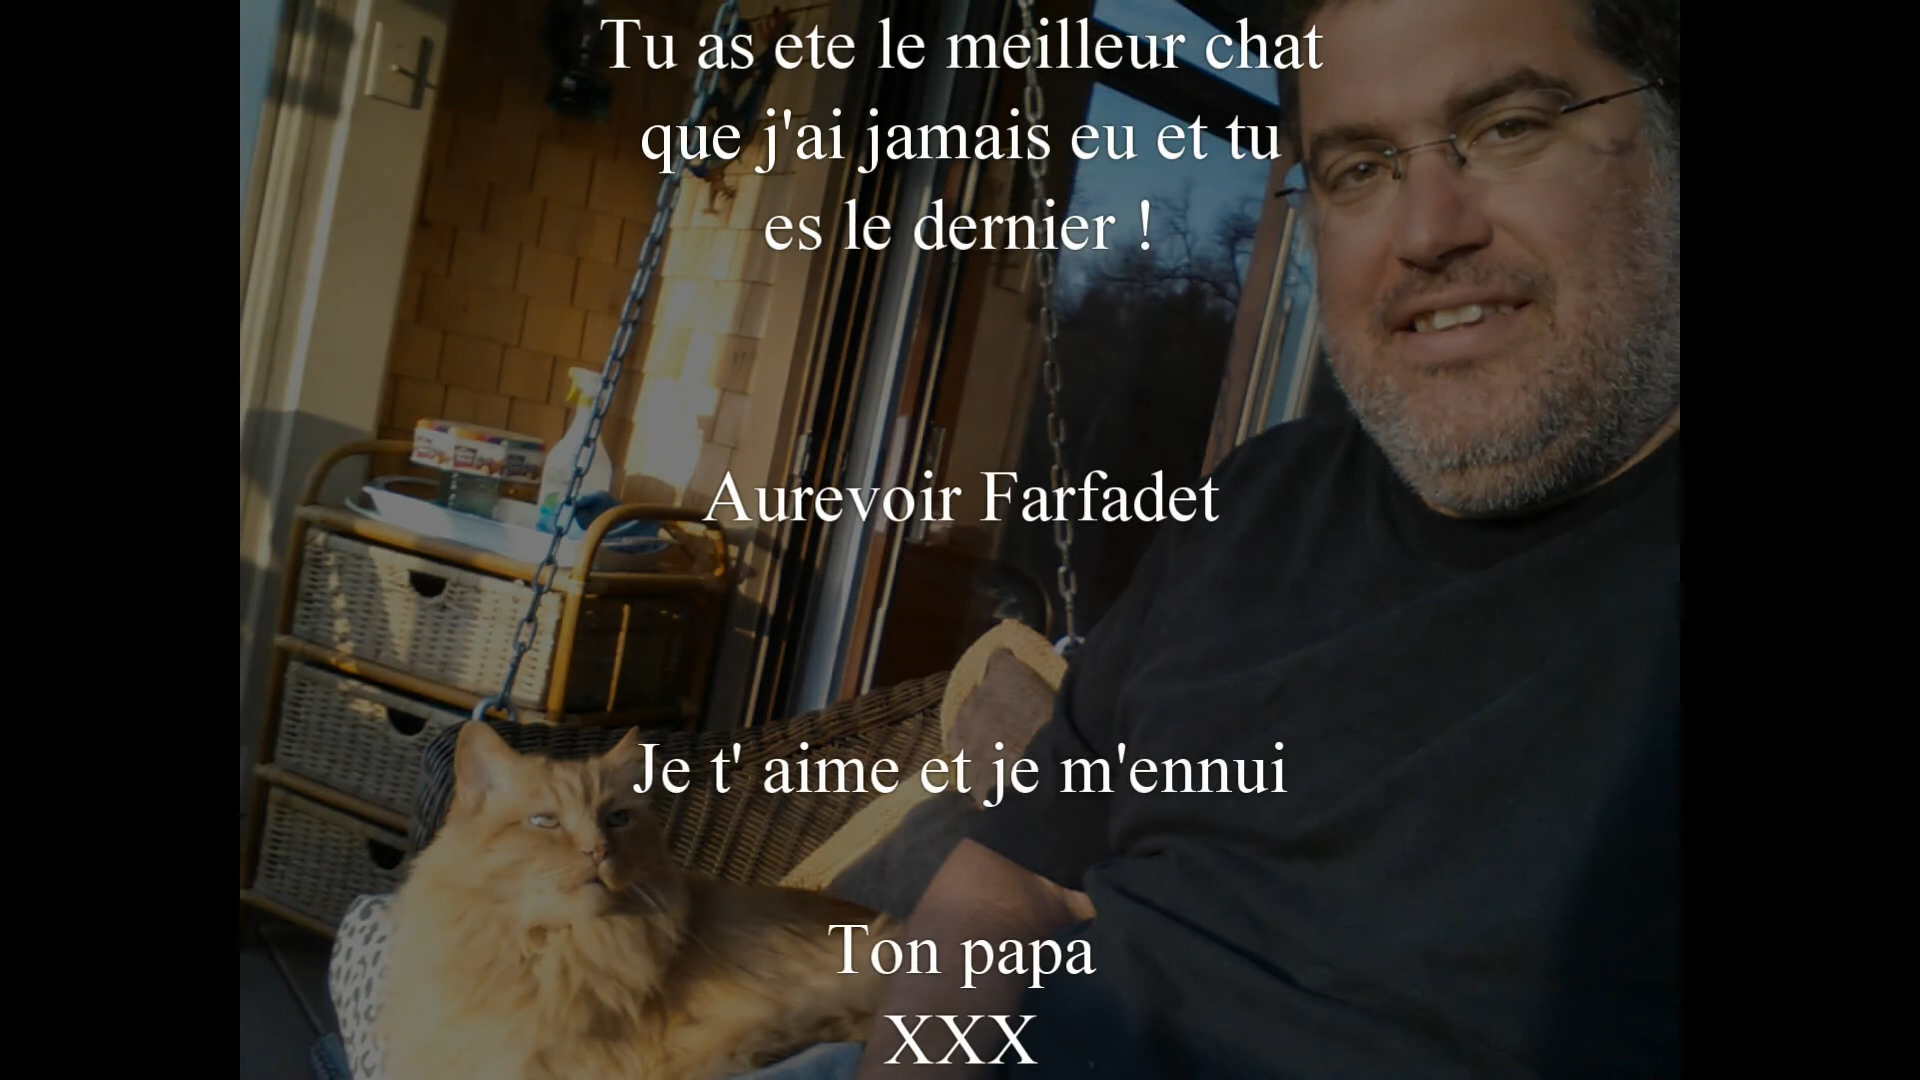 Tu as ete le meilleur chat
que j'ai jamais eu et tu
es le dernier !
Aurevoir Farfadet
Je t' aime et je m'ennui
Ton papa
XXX